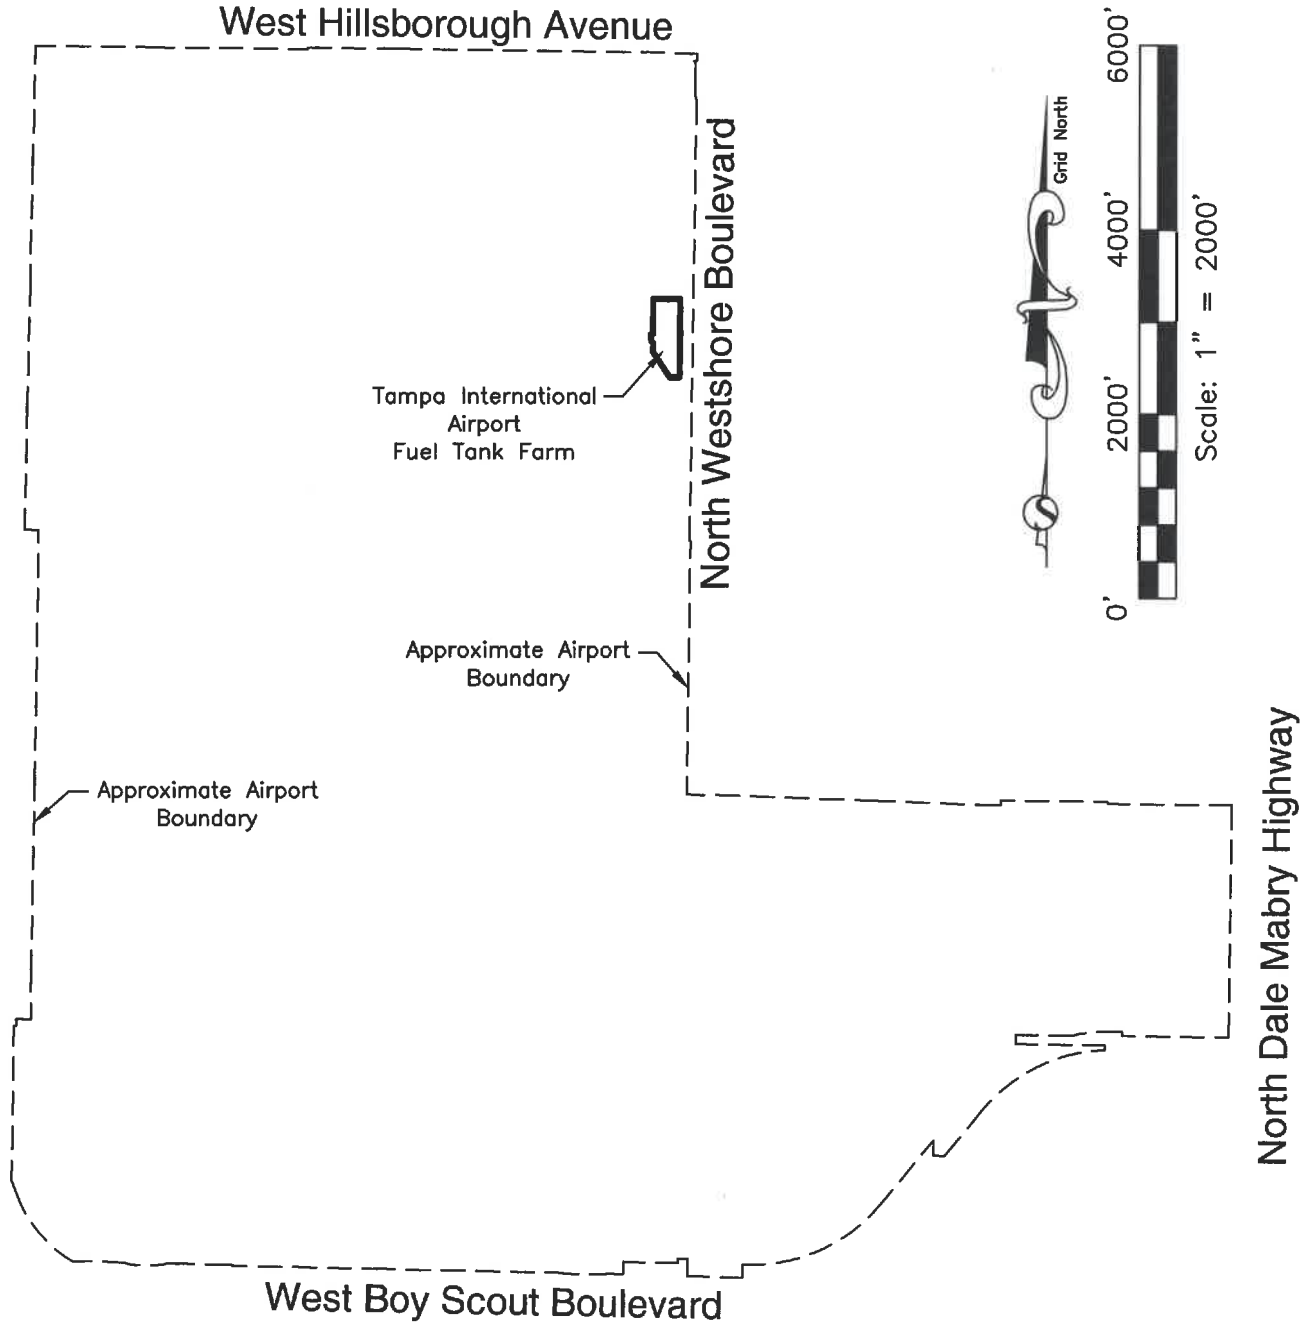 West Hillsborough Avenue
North Westshore Boulevard
Tampa International
Airport
Fuel Tank Farm
Approximate Airport
Boundary
Approximate Airport
Boundary
Grid North
0' 2000' 4000' 6000'
Scale: 1" = 2000'
North Dale Mabry Highway
West Boy Scout Boulevard